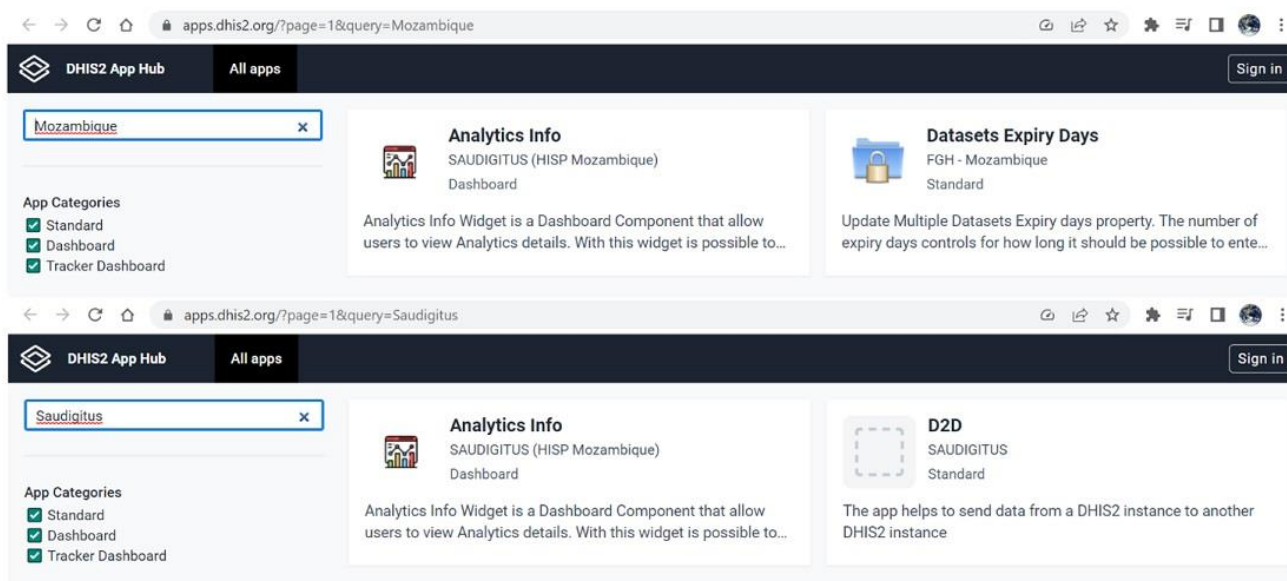 apps.dhis2.org/?page=1&query=Mozambique
DHIS2 App Hub
All apps
Sign in
Mozambique
App Categories
Standard
Dashboard
Tracker Dashboard
Analytics Info
SAUDIGITUS (HISP Mozambique)
Dashboard
Analytics Info Widget is a Dashboard Component that allow
users to view Analytics details. With this widget is possible to...
Datasets Expiry Days
FGH - Mozambique
Standard
Update Multiple Datasets Expiry days property. The number of
expiry days controls for how long it should be possible to ente...
apps.dhis2.org/?page=1&query=Saudigitus
DHIS2 App Hub
All apps
Sign in
Saudigitus
App Categories
Standard
Dashboard
Tracker Dashboard
Analytics Info
SAUDIGITUS (HISP Mozambique)
Dashboard
Analytics Info Widget is a Dashboard Component that allow
users to view Analytics details. With this widget is possible to...
D2D
SAUDIGITUS
Standard
The app helps to send data from a DHIS2 instance to another
DHIS2 instance